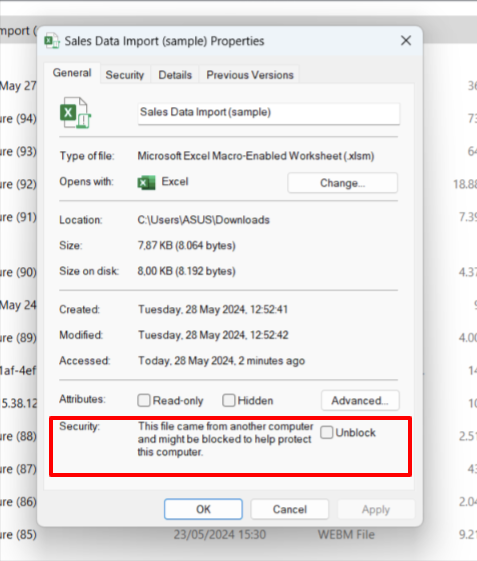 mport (
Sales Data Import (sample) Properties
May 27
General Security Details Previous Versions
36
ure (94)
Sales Data Import (sample)
73
ure (93)
Type of file: Microsoft Excel Macro-Enabled Worksheet (.xlsm)
64
ure (92)
Opens with: Excel Change...
18.88
ure (91)
Location: C:\Users\ASUS\Downloads
7.39
Size: 7,87 KB (8.064 bytes)
ure (90)
Size on disk: 8,00 KB (8.192 bytes)
4.37
May 24
Created: Tuesday, 28 May 2024, 12:52:41
9
ure (89)
Modified: Tuesday, 28 May 2024, 12:52:42
4.00
1af-4ef
Accessed: Today, 28 May 2024, 2 minutes ago
14
5.38.12
Attributes: Read-only Hidden Advanced...
10
ure (88)
Security: This file came from another computer
and might be blocked to help protect
this computer.
Unblock
2.51
ure (87)
43
ure (86)
OK Cancel Apply
2.04
ure (85)
23/05/2024 15:30 WEBM File 9.21